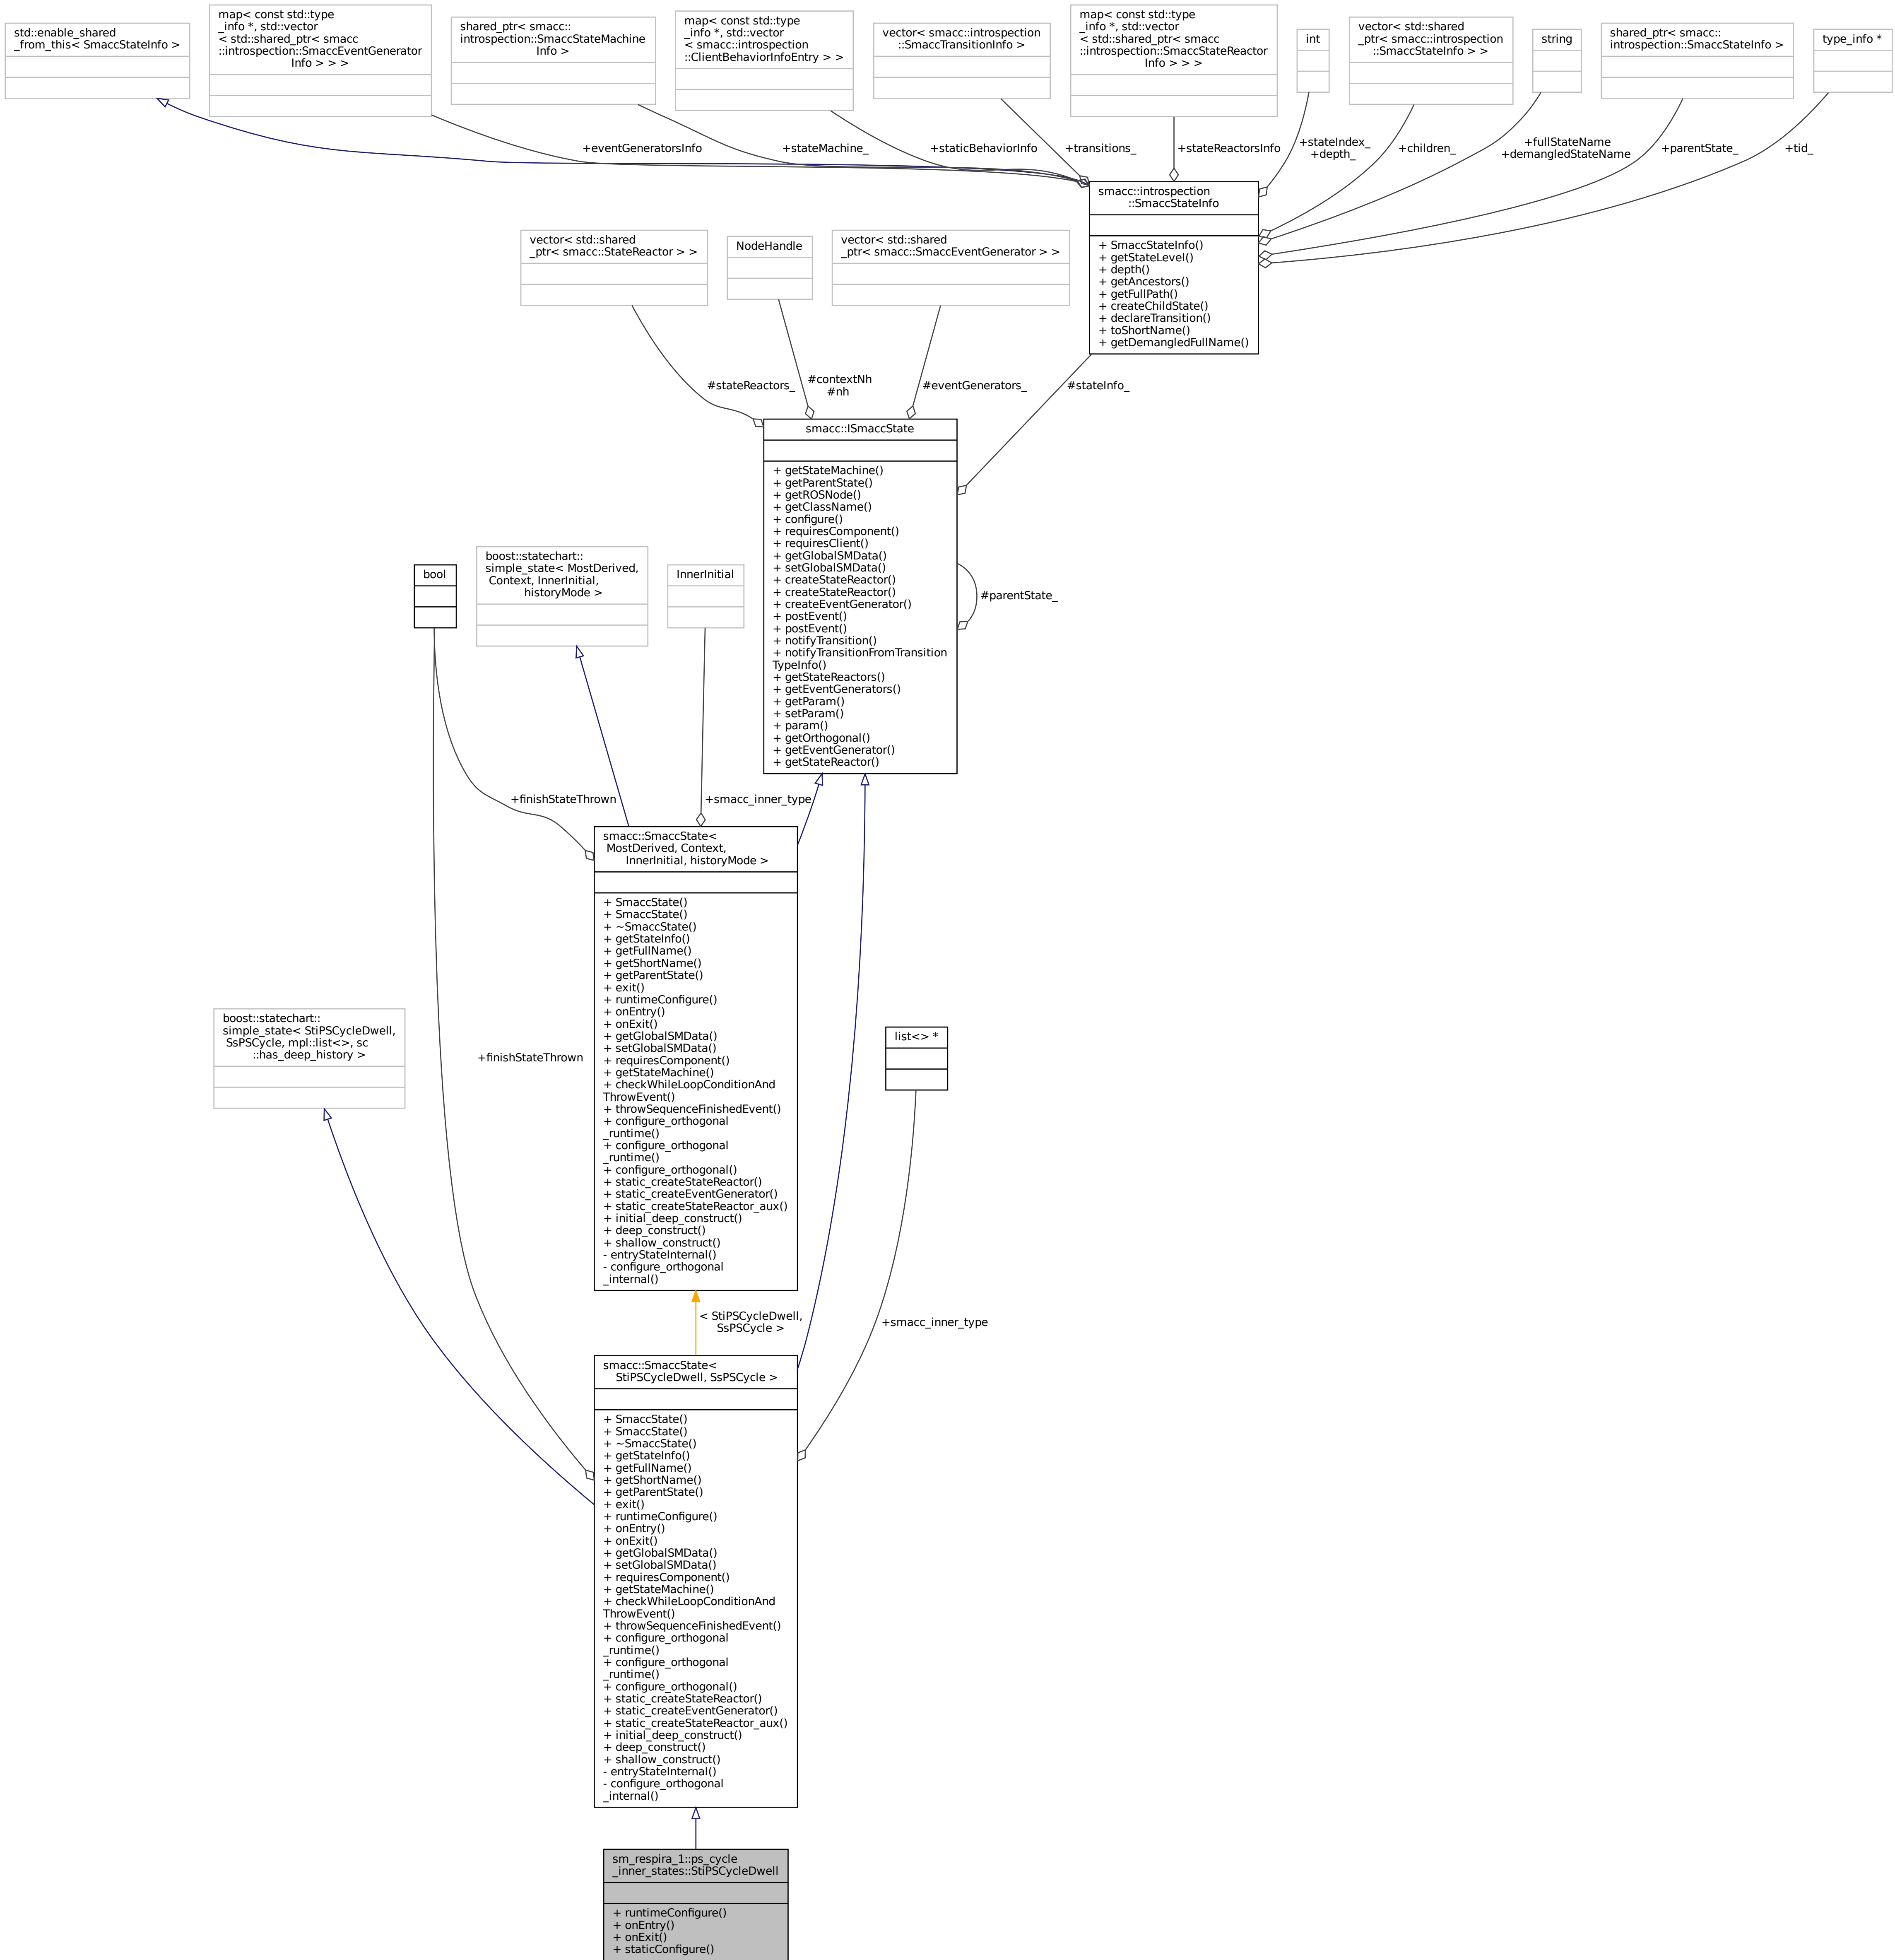 std::enable_shared
_from_this< SmaccStateInfo >
map< const std::type
_info *, std::vector
< std::shared_ptr< smacc
::introspection::SmaccEventGenerator
Info > > >
shared_ptr< smacc::
introspection::SmaccStateMachine
Info >
map< const std::type
_info *, std::vector
< smacc::introspection
::ClientBehaviorInfoEntry > >
vector< smacc::introspection
::SmaccTransitionInfo >
map< const std::type
_info *, std::vector
< std::shared_ptr< smacc
::introspection::SmaccStateReactor
Info > > >
int
vector< std::shared
_ptr< smacc::introspection
::SmaccStateInfo > >
string
shared_ptr< smacc::
introspection::SmaccStateInfo >
type_info *
+eventGeneratorsInfo
+stateMachine_
+staticBehaviorInfo
+transitions_
+stateReactorsInfo
+stateIndex_
+depth_
+children_
+fullStateName
+demangledStateName
+parentState_
+tid_
smacc::introspection
::SmaccStateInfo
+ SmaccStateInfo()
+ getStateLevel()
+ depth()
+ getAncestors()
+ getFullPath()
+ createChildState()
+ declareTransition()
+ toShortName()
+ getDemangledFullName()
vector< std::shared
_ptr< smacc::StateReactor > >
NodeHandle
vector< std::shared
_ptr< smacc::SmaccEventGenerator > >
#stateReactors_
#contextNh
#nh
#eventGenerators_
#stateInfo_
smacc::ISmaccState
+ getStateMachine()
+ getParentState()
+ getROSNode()
+ getClassName()
+ configure()
+ requiresComponent()
+ requiresClient()
+ getGlobalSMData()
+ setGlobalSMData()
+ createStateReactor()
+ createStateReactor()
+ createEventGenerator()
+ postEvent()
+ postEvent()
+ notifyTransition()
+ notifyTransitionFromTransition
TypeInfo()
+ getStateReactors()
+ getEventGenerators()
+ getParam()
+ setParam()
+ param()
+ getOrthogonal()
+ getEventGenerator()
+ getStateReactor()
#parentState_
bool
boost::statechart::
simple_state< MostDerived,
Context, InnerInitial,
historyMode >
InnerInitial
+finishStateThrown
+smacc_inner_type
smacc::SmaccState<
MostDerived, Context,
InnerInitial, historyMode >
+ SmaccState()
+ SmaccState()
+ ~SmaccState()
+ getStateInfo()
+ getFullName()
+ getShortName()
+ getParentState()
+ exit()
+ runtimeConfigure()
+ onEntry()
+ onExit()
+ getGlobalSMData()
+ setGlobalSMData()
+ requiresComponent()
+ getStateMachine()
+ checkWhileLoopConditionAnd
ThrowEvent()
+ throwSequenceFinishedEvent()
+ configure_orthogonal
_runtime()
+ configure_orthogonal
_runtime()
+ configure_orthogonal()
+ static_createStateReactor()
+ static_createEventGenerator()
+ static_createStateReactor_aux()
+ initial_deep_construct()
+ deep_construct()
+ shallow_construct()
- entryStateInternal()
- configure_orthogonal
_internal()
boost::statechart::
simple_state< StiPSCycleDwell,
SsPSCycle, mpl::list<>, sc
::has_deep_history >
+finishStateThrown
list<> *
< StiPSCycleDwell,
SsPSCycle >
+smacc_inner_type
smacc::SmaccState<
StiPSCycleDwell, SsPSCycle >
+ SmaccState()
+ SmaccState()
+ ~SmaccState()
+ getStateInfo()
+ getFullName()
+ getShortName()
+ getParentState()
+ exit()
+ runtimeConfigure()
+ onEntry()
+ onExit()
+ getGlobalSMData()
+ setGlobalSMData()
+ requiresComponent()
+ getStateMachine()
+ checkWhileLoopConditionAnd
ThrowEvent()
+ throwSequenceFinishedEvent()
+ configure_orthogonal
_runtime()
+ configure_orthogonal
_runtime()
+ configure_orthogonal()
+ static_createStateReactor()
+ static_createEventGenerator()
+ static_createStateReactor_aux()
+ initial_deep_construct()
+ deep_construct()
+ shallow_construct()
- entryStateInternal()
- configure_orthogonal
_internal()
sm_respira_1::ps_cycle
_inner_states::StiPSCycleDwell
+ runtimeConfigure()
+ onEntry()
+ onExit()
+ staticConfigure()